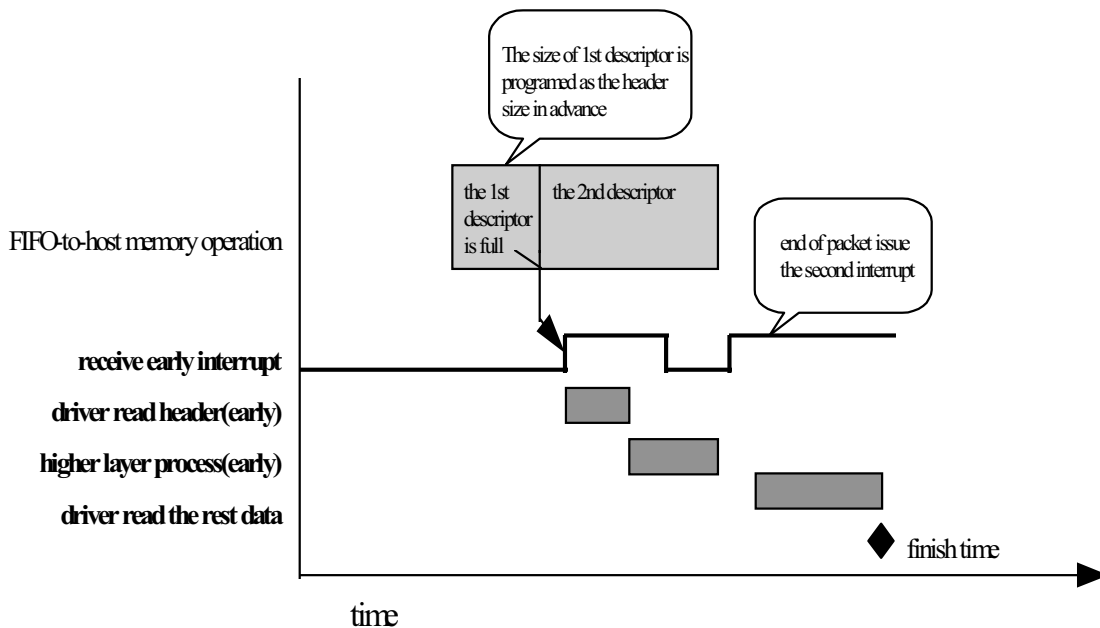 The size of 1st descriptor is
programed as the header
size in advance
the 1st
descriptor
is full
the 2nd descriptor
FIFO-to-host memory operation
end of packet issue
the second interrupt
receive early interrupt
driver read header(early)
higher layer process(early)
driver read the rest data
finish time
time